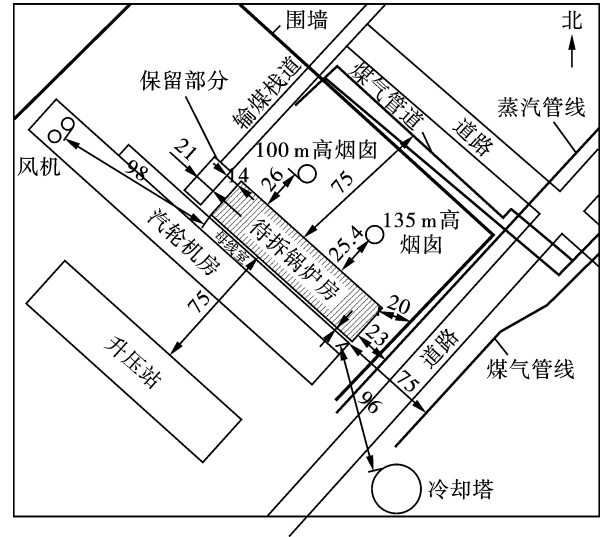 围墙
北
保留部分
输煤栈道
煤气管道
道路
蒸汽管线
风机
98
21
14
100 m高烟囱
26
75
135 m高
烟囱
25.4
待拆锅炉房
母线室
汽轮机房
75
20
23
升压站
道路
75
煤气管线
96
冷却塔